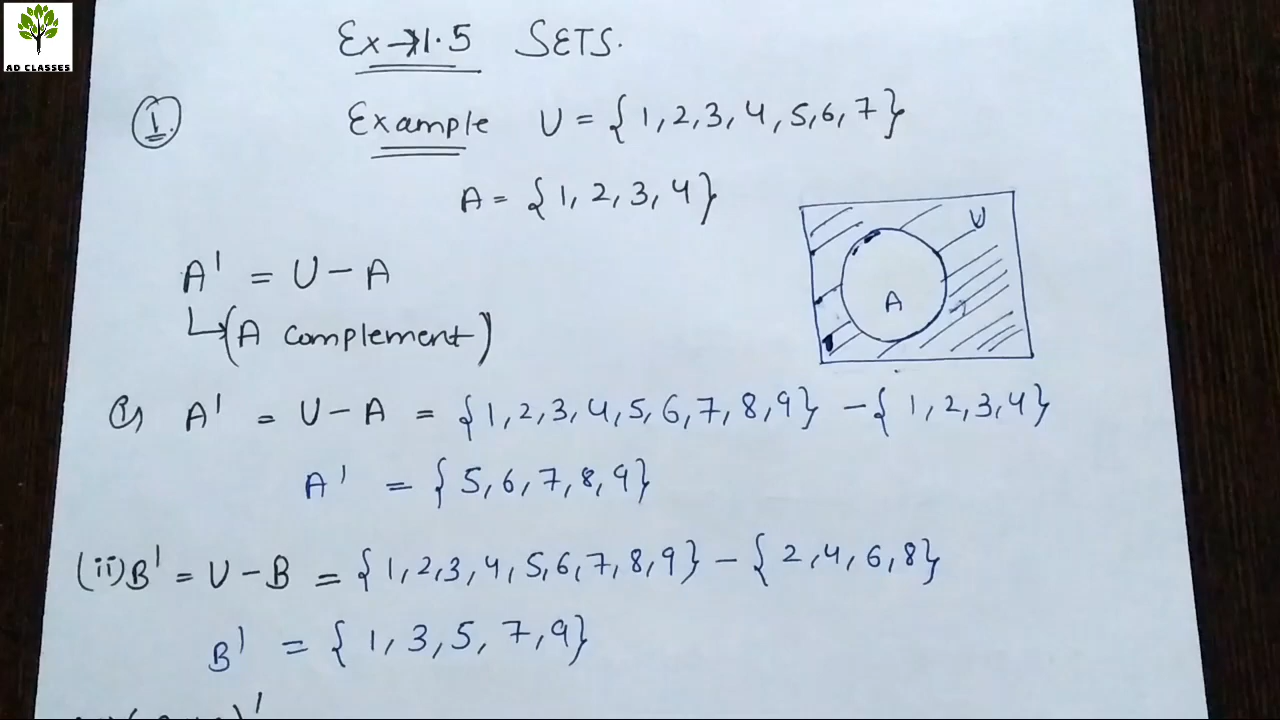 AD CLASSES
Ex→1.5 SETS.
1. Example U = {1,2,3,4,5,6,7}
A = {1,2,3,4}
U
A' = U - A
A
↳(A complement)
(i) A' = U - A = {1,2,3,4,5,6,7,8,9} - {1,2,3,4}
A' = {5,6,7,8,9}
(ii) B' = U - B = {1,2,3,4,5,6,7,8,9} - {2,4,6,8}
B' = {1,3,5,7,9}